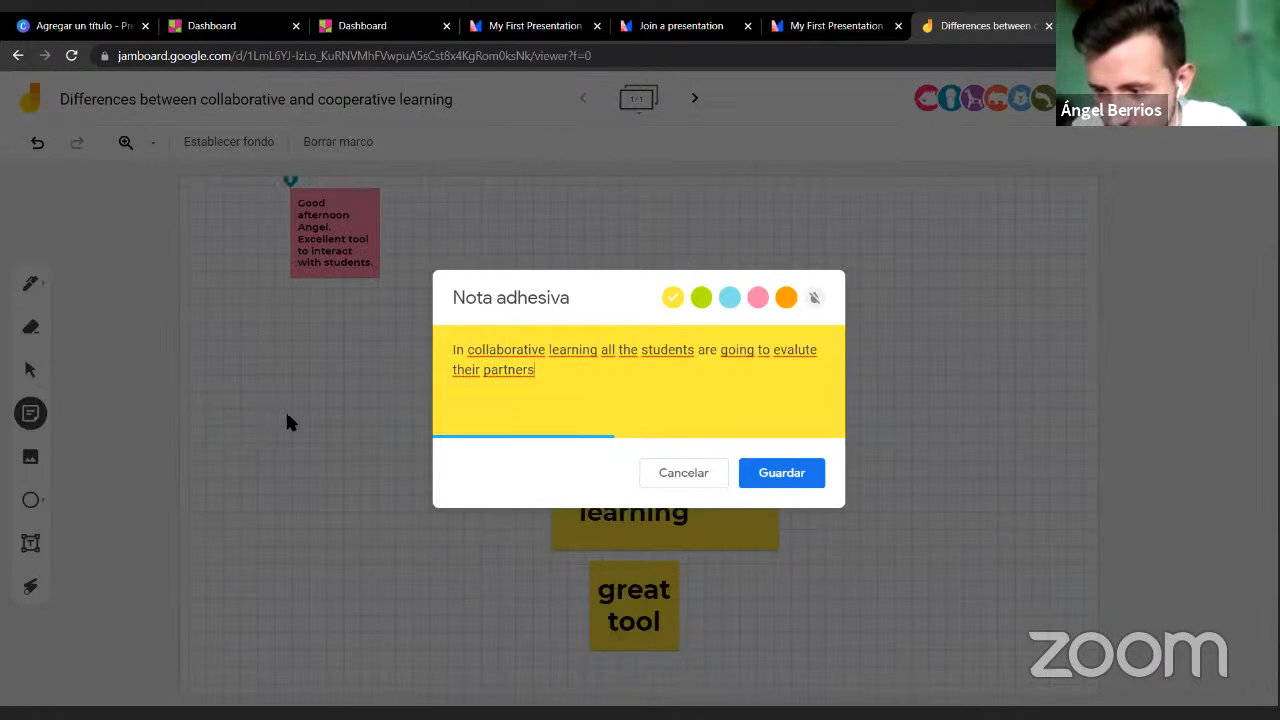 Agregar un título - Pre
Dashboard
Dashboard
My First Presentation
Join a presentation
My First Presentation
Differences between
jamboard.google.com/d/1LmL6YJ-IzLo_KuRNVMhFVwpuA5sCst8x4KgRom0ksNk/viewer?f=0
Differences between collaborative and cooperative learning
1/1
Ángel Berrios
Establecer fondo
Borrar marco
Good
afternoon
Angel.
Excellent tool
to interact
with students.
Nota adhesiva
In collaborative learning all the students are going to evalute
their partners
Cancelar
Guardar
learning
great
tool
zoom